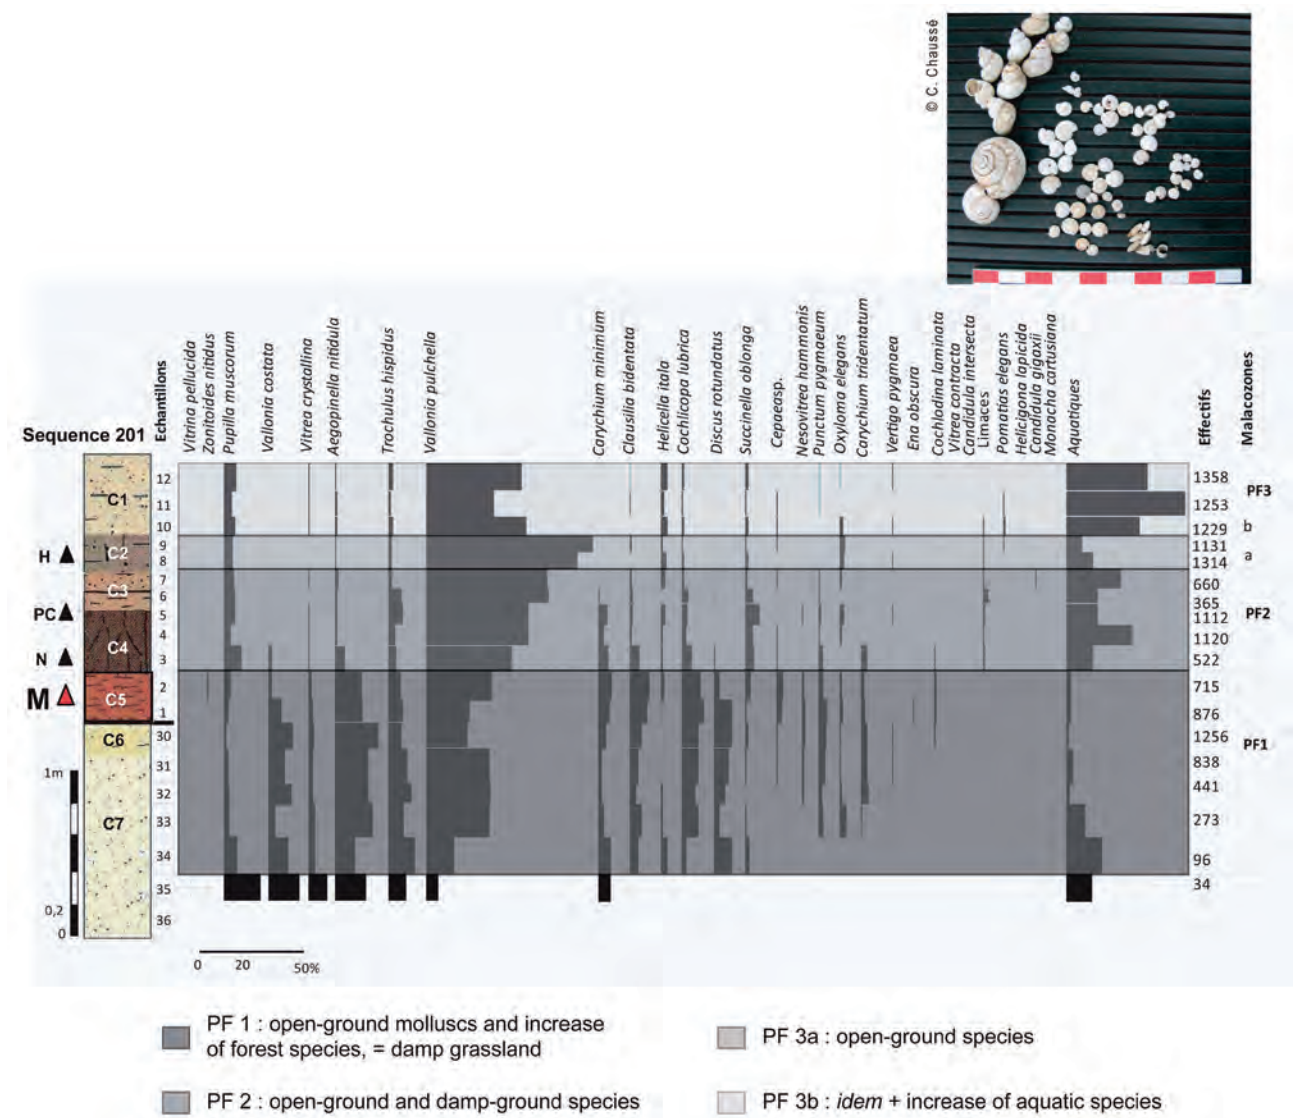 © C. Chaussé
Sequence 201
Echantillons
Vitrina pellucida
Zonitoides nitidus
Pupilla muscorum
Vallonia costata
Vitrea crystallina
Aegopinella nitidula
Trochulus hispidus
Vallonia pulchella
Carychium minimum
Clausilia bidentata
Helicella itala
Cochlicopa lubrica
Discus rotundatus
Succinella oblonga
Cepaeasp.
Nesovitrea hammonis
Punctum pygmaeum
Oxyloma elegans
Carychium tridentatum
Vertigo pygmaea
Ena obscura
Cochlodina laminata
Vitrea contracta
Candidula intersecta
Limaces
Pomatias elegans
Helicigona lapicida
Candidula gigaxii
Monacha cartusiana
Aquatiques
Effectifs
Malacozones
C1 12 1358 PF3
11 1253
10 1229 b
H C2 9 1131
8 1314 a
C3 7 660
6 365
PC 5 1112 PF2
C4 4 1120
N 3 522
M C5 2 715
1 876
C6 30 1256 PF1
1m 31 838
32 441
C7 33 273
34 96
0,2 35 34
0 36
0 20 50%
PF 1 : open-ground molluscs and increase
of forest species, = damp grassland
PF 2 : open-ground and damp-ground species
PF 3a : open-ground species
PF 3b : idem + increase of aquatic species